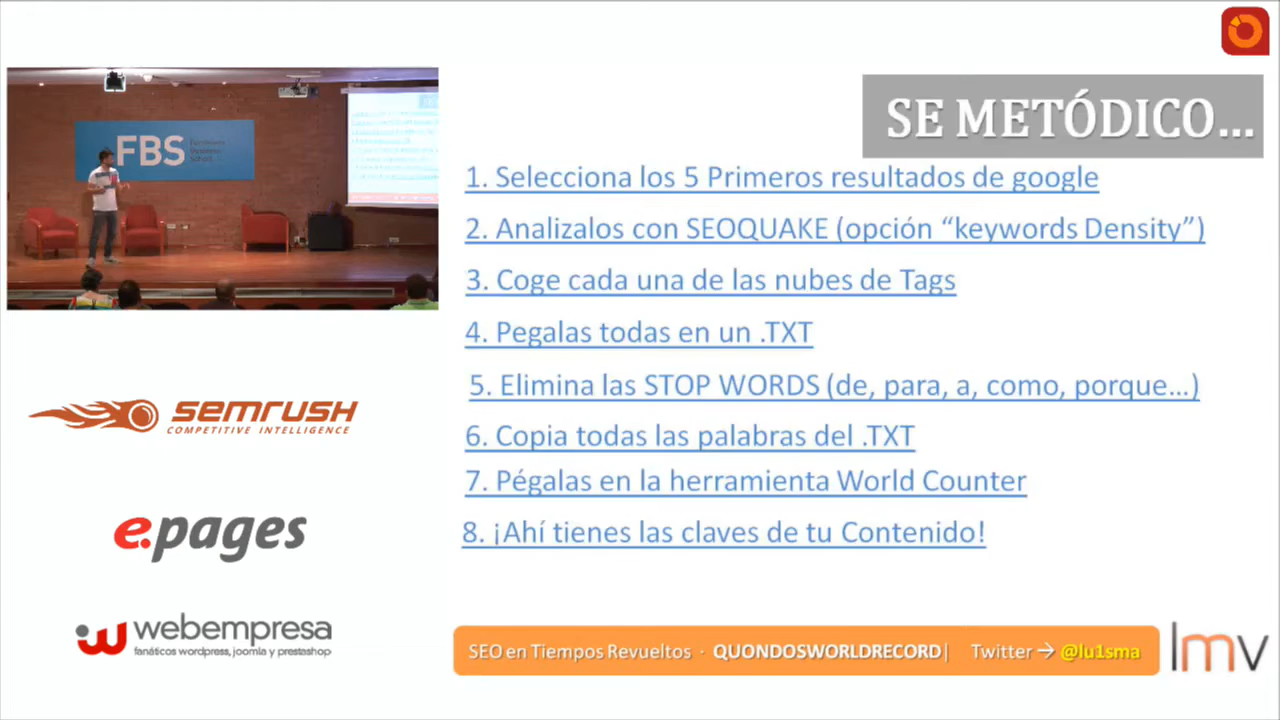 SE METÓDICO...
1. Selecciona los 5 Primeros resultados de google
2. Analizalos con SEOQUAKE (opción “keywords Density”)
3. Coge cada una de las nubes de Tags
4. Pegalas todas en un .TXT
5. Elimina las STOP WORDS (de, para, a, como, porque...)
6. Copia todas las palabras del .TXT
7. Pégalas en la herramienta World Counter
8. ¡Ahí tienes las claves de tu Contenido!
FBS
semrush
COMPETITIVE INTELLIGENCE
e.pages
webempresa
fanáticos wordpress, joomla y prestashop
SEO en Tiempos Revueltos · QUONDOSWORLDRECORD| Twitter → @lu1sma
lmv